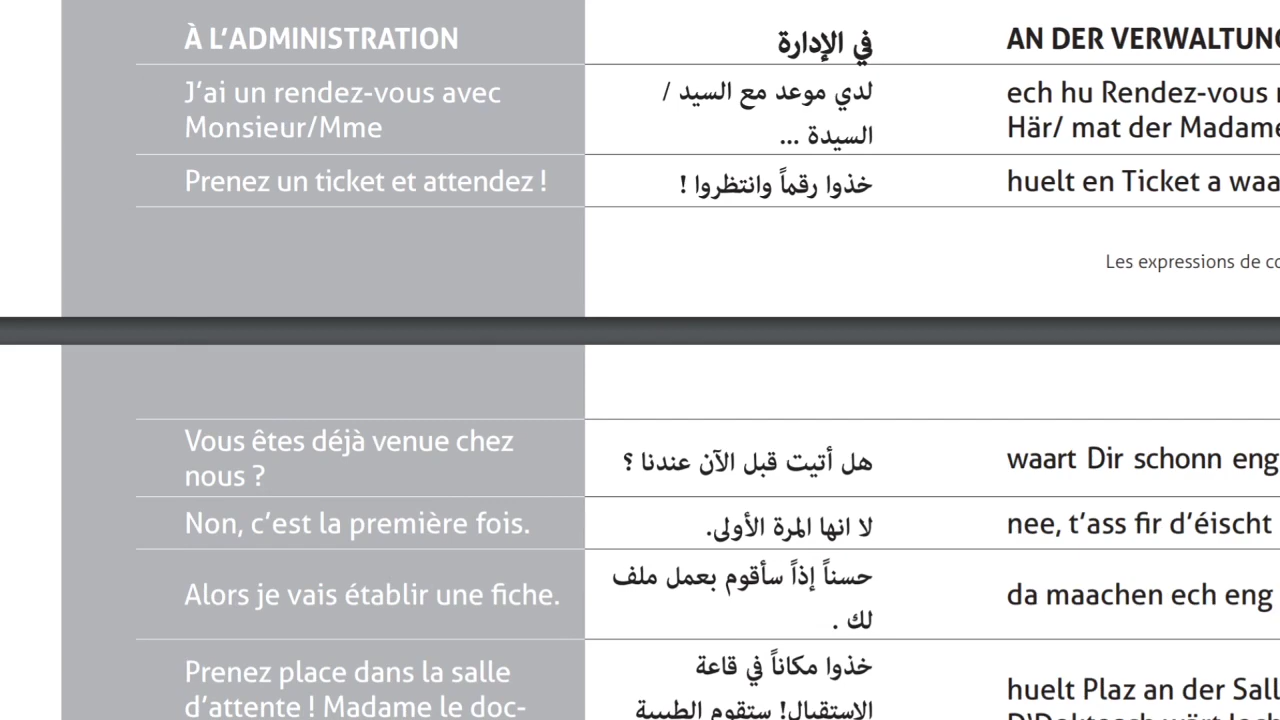 À L’ADMINISTRATION
في الإدارة
AN DER VERWALTUNG
J’ai un rendez-vous avec
Monsieur/Mme
لدي موعد مع السيد /
السيدة ...
ech hu Rendez-vous
Här/ mat der Madame
Prenez un ticket et attendez !
خذوا رقماً وانتظروا !
huelt en Ticket a
Les expressions de
Vous êtes déjà venue chez
nous ?
هل أتيت قبل الآن عندنا ؟
waart Dir schonn eng
Non, c’est la première fois.
لا انها المرة الأولى.
nee, t’ass fir d’éischt
Alors je vais établir une fiche.
حسناً إذاً سأقوم بعمل ملف
لك .
da maachen ech eng
Prenez place dans la salle
d’attente ! Madame le doc-
خذوا مكاناً في قاعة
الاستقبال! ستقوم الطبيبة
huelt Plaz an der